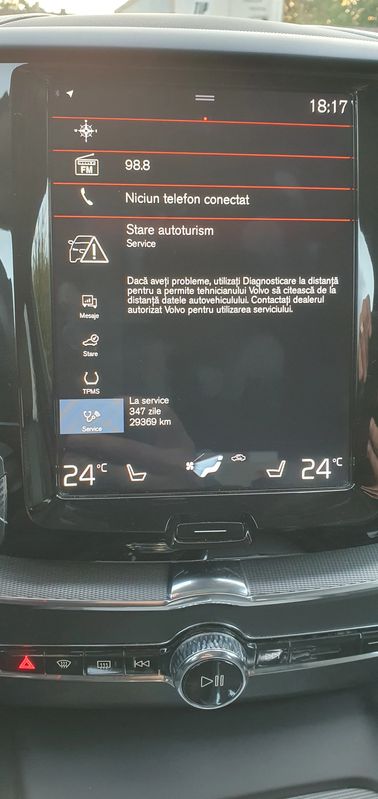 18:17
FM
98.8
Niciun telefon conectat
Stare autoturism
Service
Dacă aveți probleme, utilizați Diagnosticare la distanță
pentru a permite tehnicianului Volvo să citească de la
distanță datele autovehiculului. Contactați dealerul
autorizat Volvo pentru utilizarea serviciului.
Mesaje
Stare
TPMS
Service
La service
347 zile
29369 km
24°C
24°C